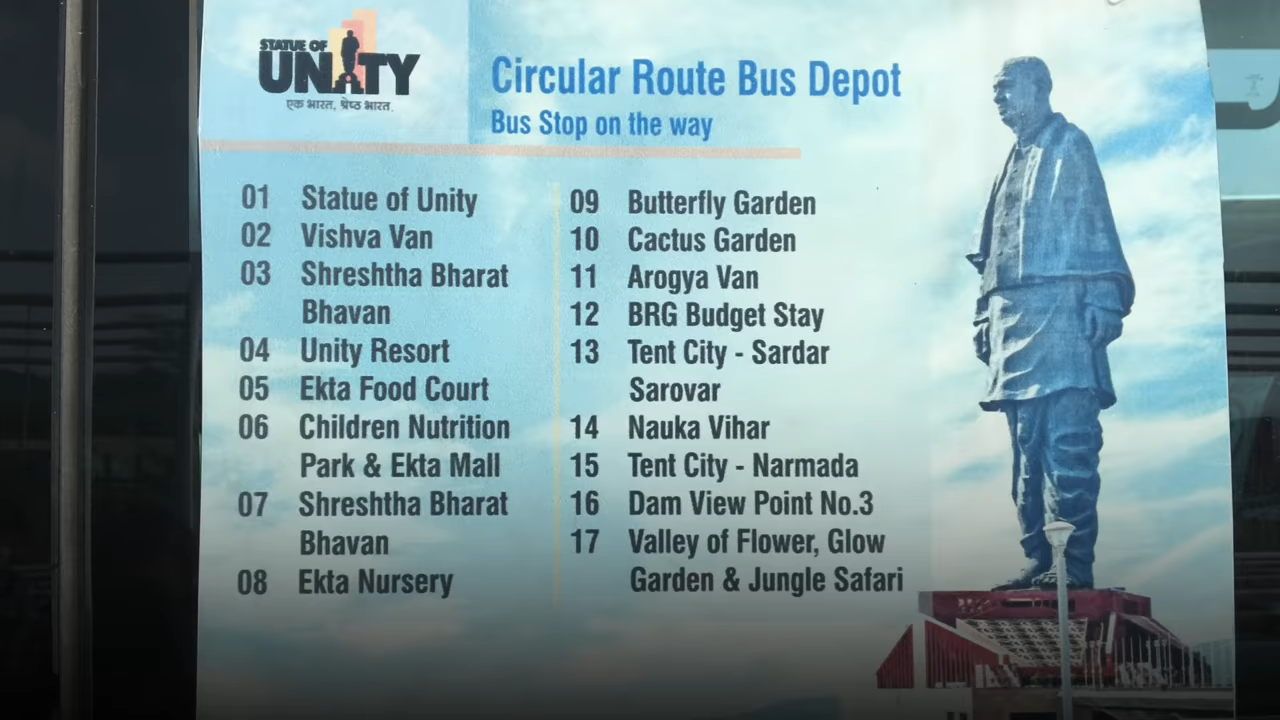 STATUE OF
UNITY
एक भारत, श्रेष्ठ भारत.
Circular Route Bus Depot
Bus Stop on the way
01 Statue of Unity
02 Vishva Van
03 Shreshtha Bharat
Bhavan
04 Unity Resort
05 Ekta Food Court
06 Children Nutrition
Park & Ekta Mall
07 Shreshtha Bharat
Bhavan
08 Ekta Nursery
09 Butterfly Garden
10 Cactus Garden
11 Arogya Van
12 BRG Budget Stay
13 Tent City - Sardar
Sarovar
14 Nauka Vihar
15 Tent City - Narmada
16 Dam View Point No.3
17 Valley of Flower, Glow
Garden & Jungle Safari